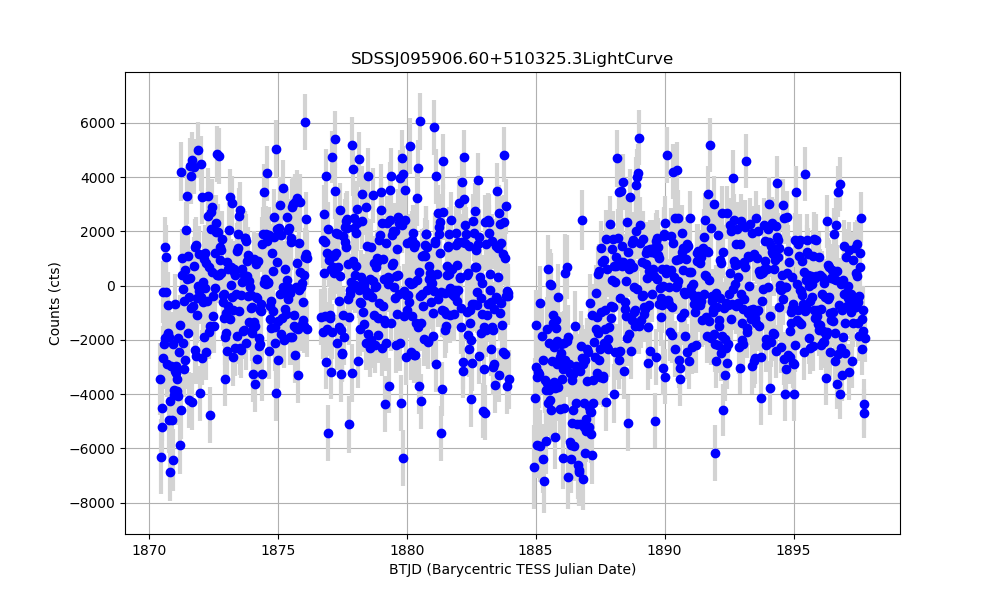 SDSSJ095906.60+510325.3LightCurve
6000
4000
2000
0
−2000
−4000
−6000
−8000
Counts (cts)
1870 1875 1880 1885 1890 1895
BTJD (Barycentric TESS Julian Date)